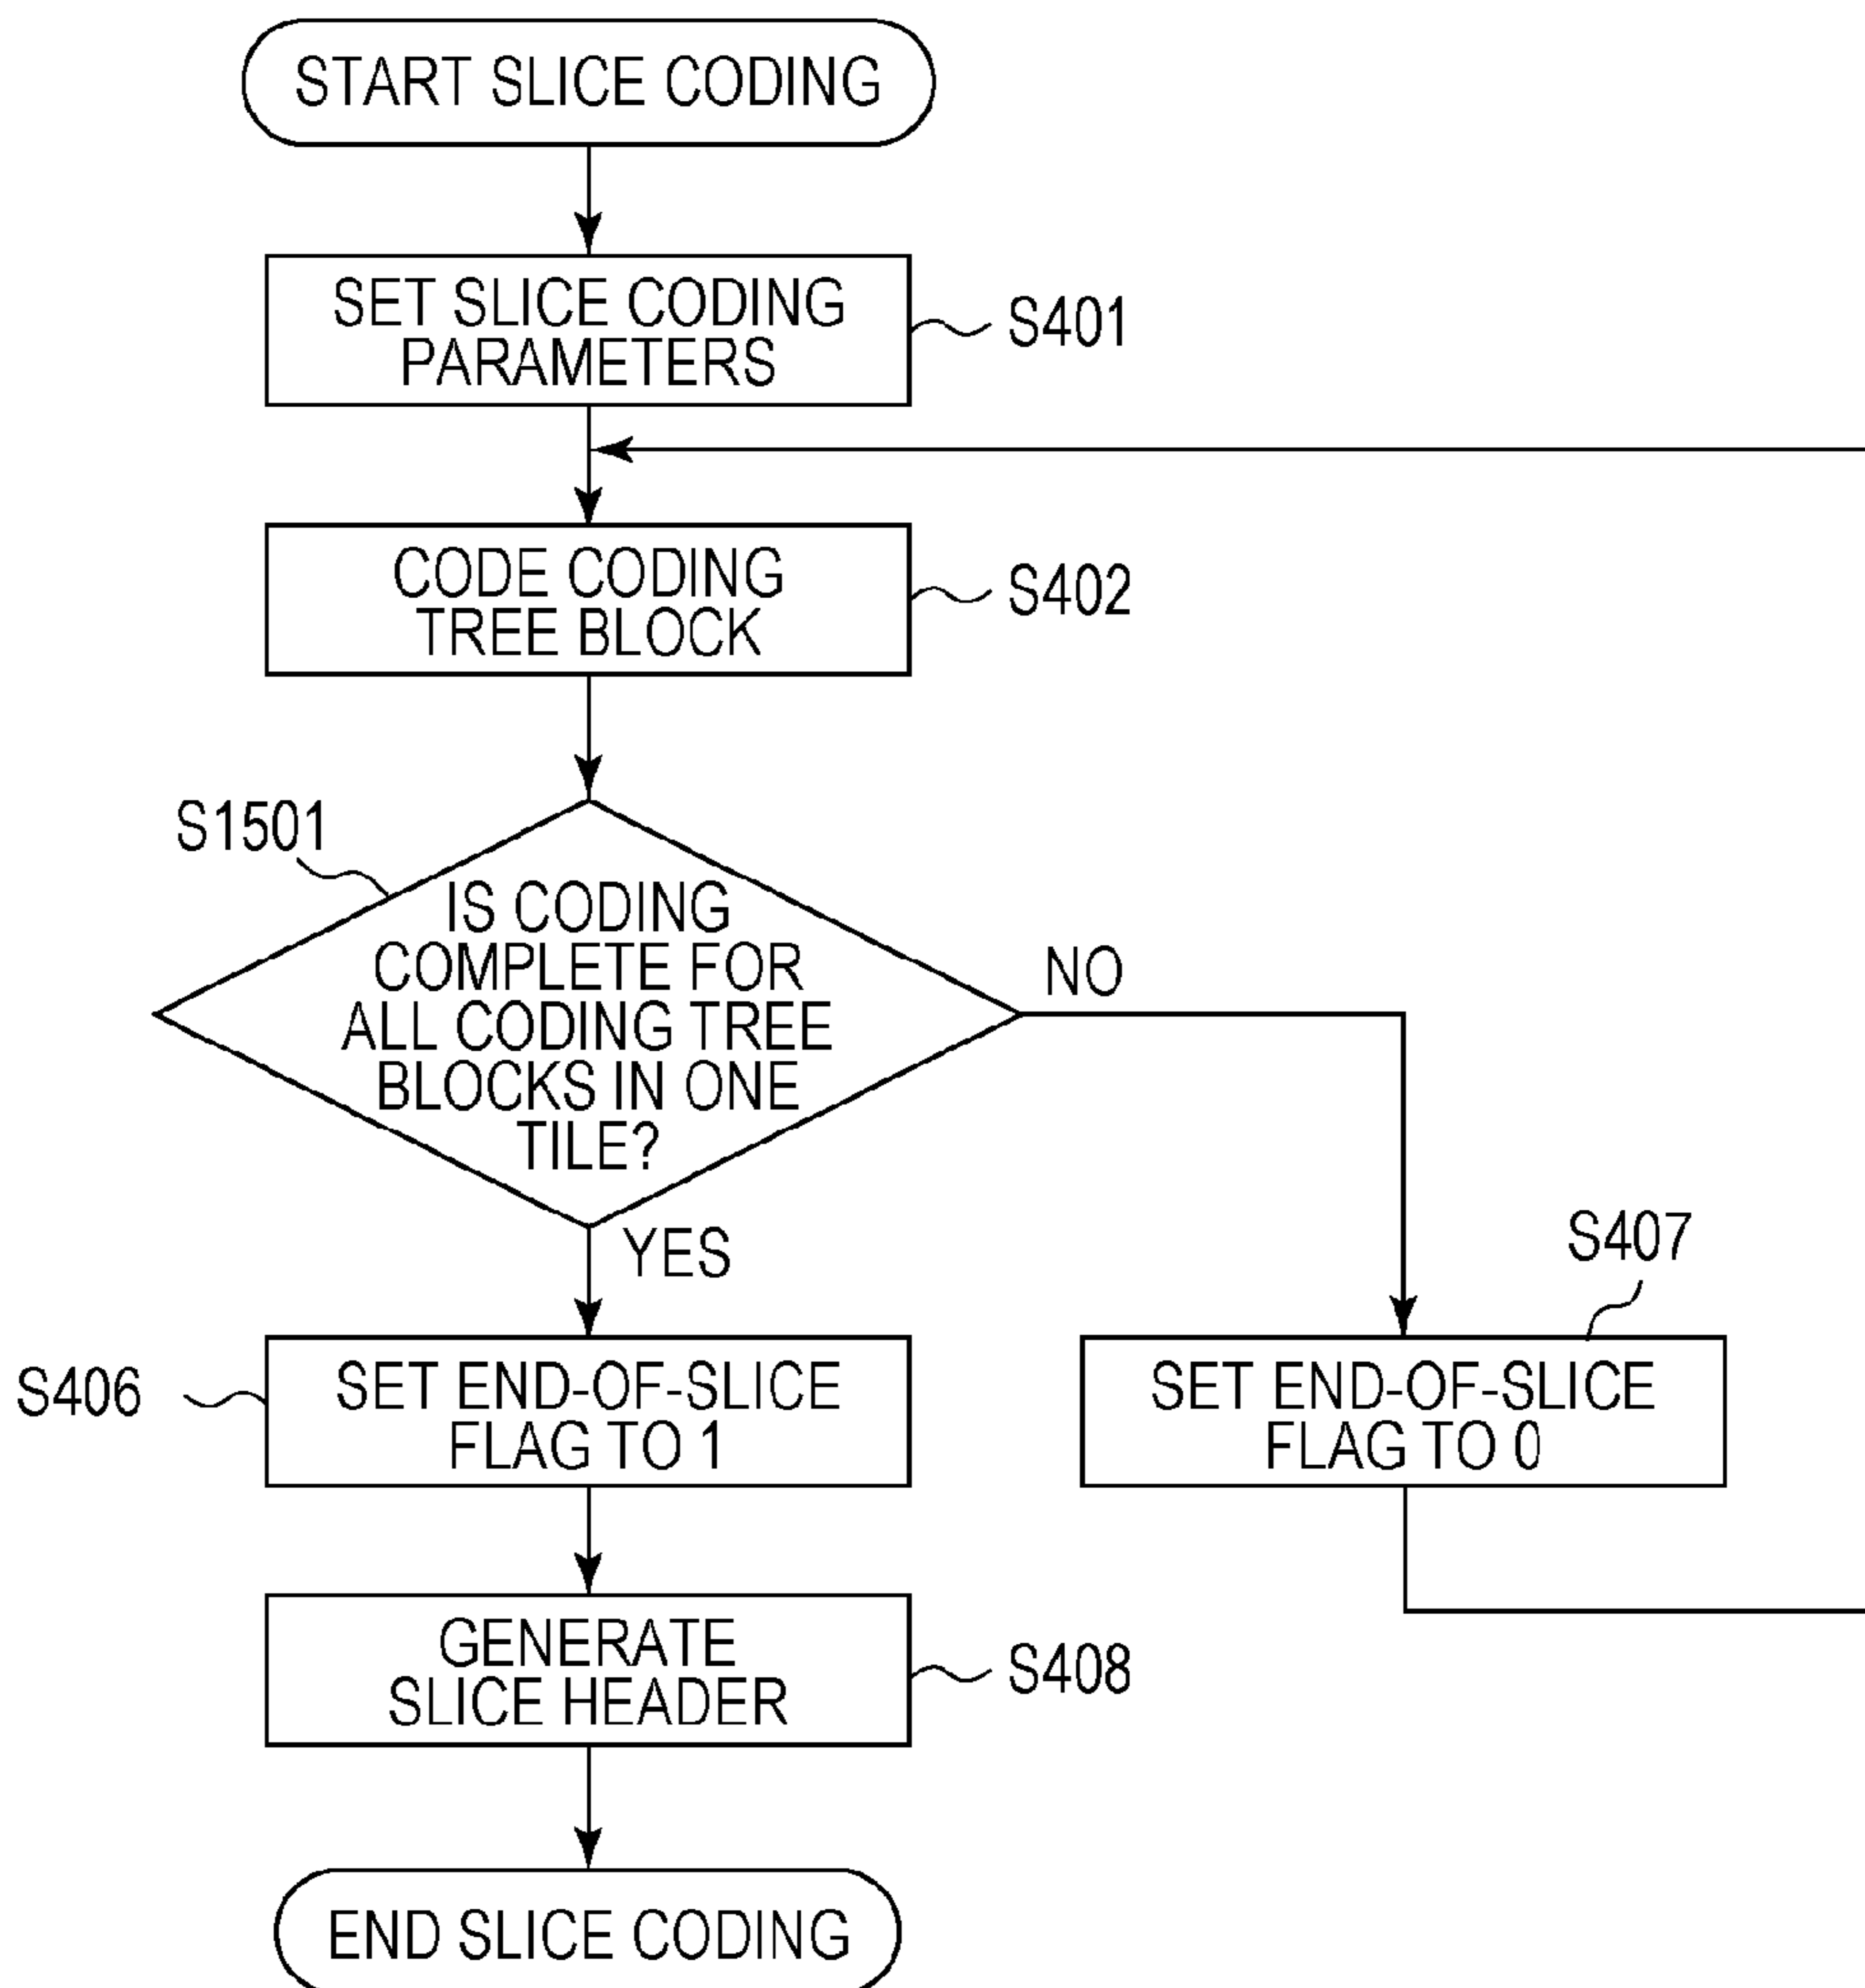 START SLICE CODING
SET SLICE CODING
PARAMETERS
S401
CODE CODING
TREE BLOCK
S402
S1501
IS CODING
COMPLETE FOR
ALL CODING TREE
BLOCKS IN ONE
TILE?
NO
YES
S407
S406
SET END-OF-SLICE
FLAG TO 1
SET END-OF-SLICE
FLAG TO 0
GENERATE
SLICE HEADER
S408
END SLICE CODING